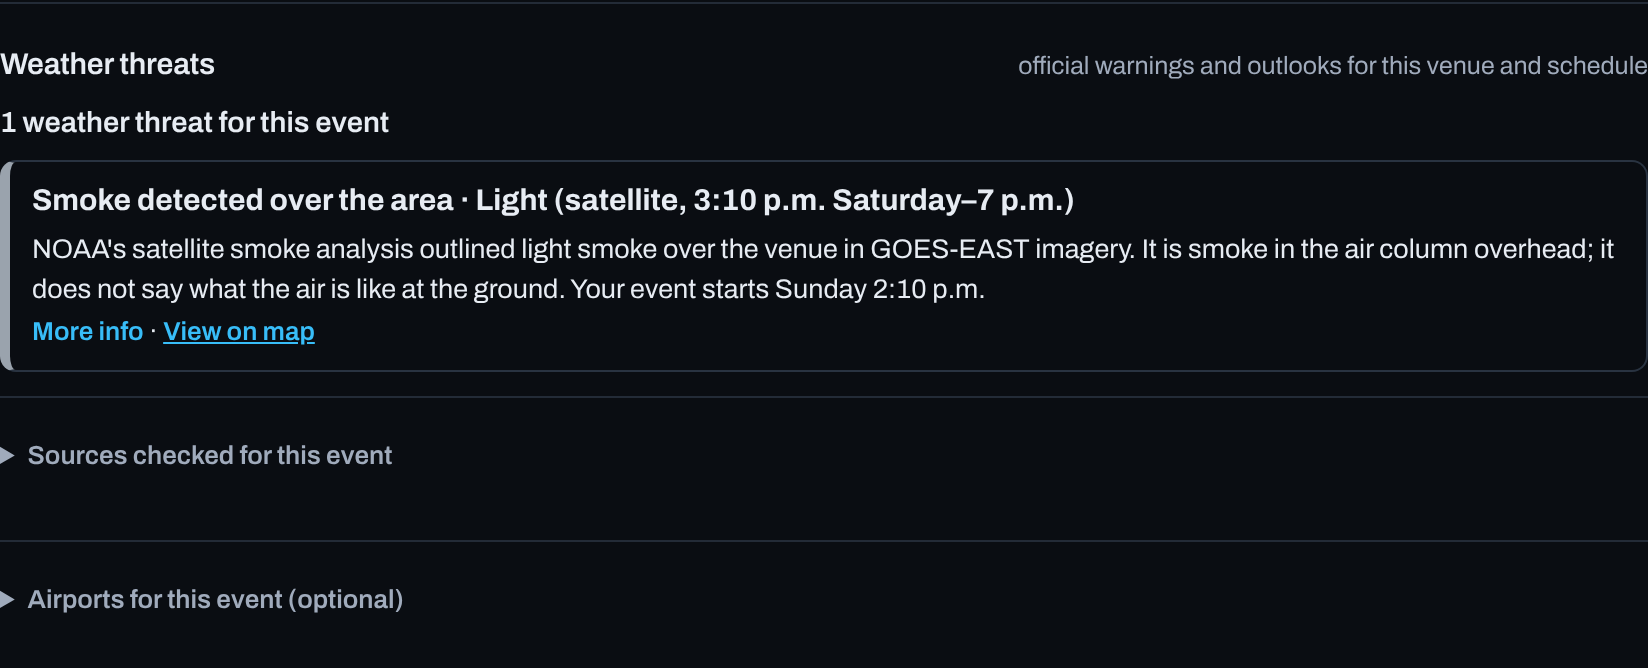 Weather threats
official warnings and outlooks for this venue and schedule
1 weather threat for this event
Smoke detected over the area · Light (satellite, 3:10 p.m. Saturday–7 p.m.)
NOAA's satellite smoke analysis outlined light smoke over the venue in GOES-EAST imagery. It is smoke in the air column overhead; it
does not say what the air is like at the ground. Your event starts Sunday 2:10 p.m.
More info · View on map
Sources checked for this event
Airports for this event (optional)